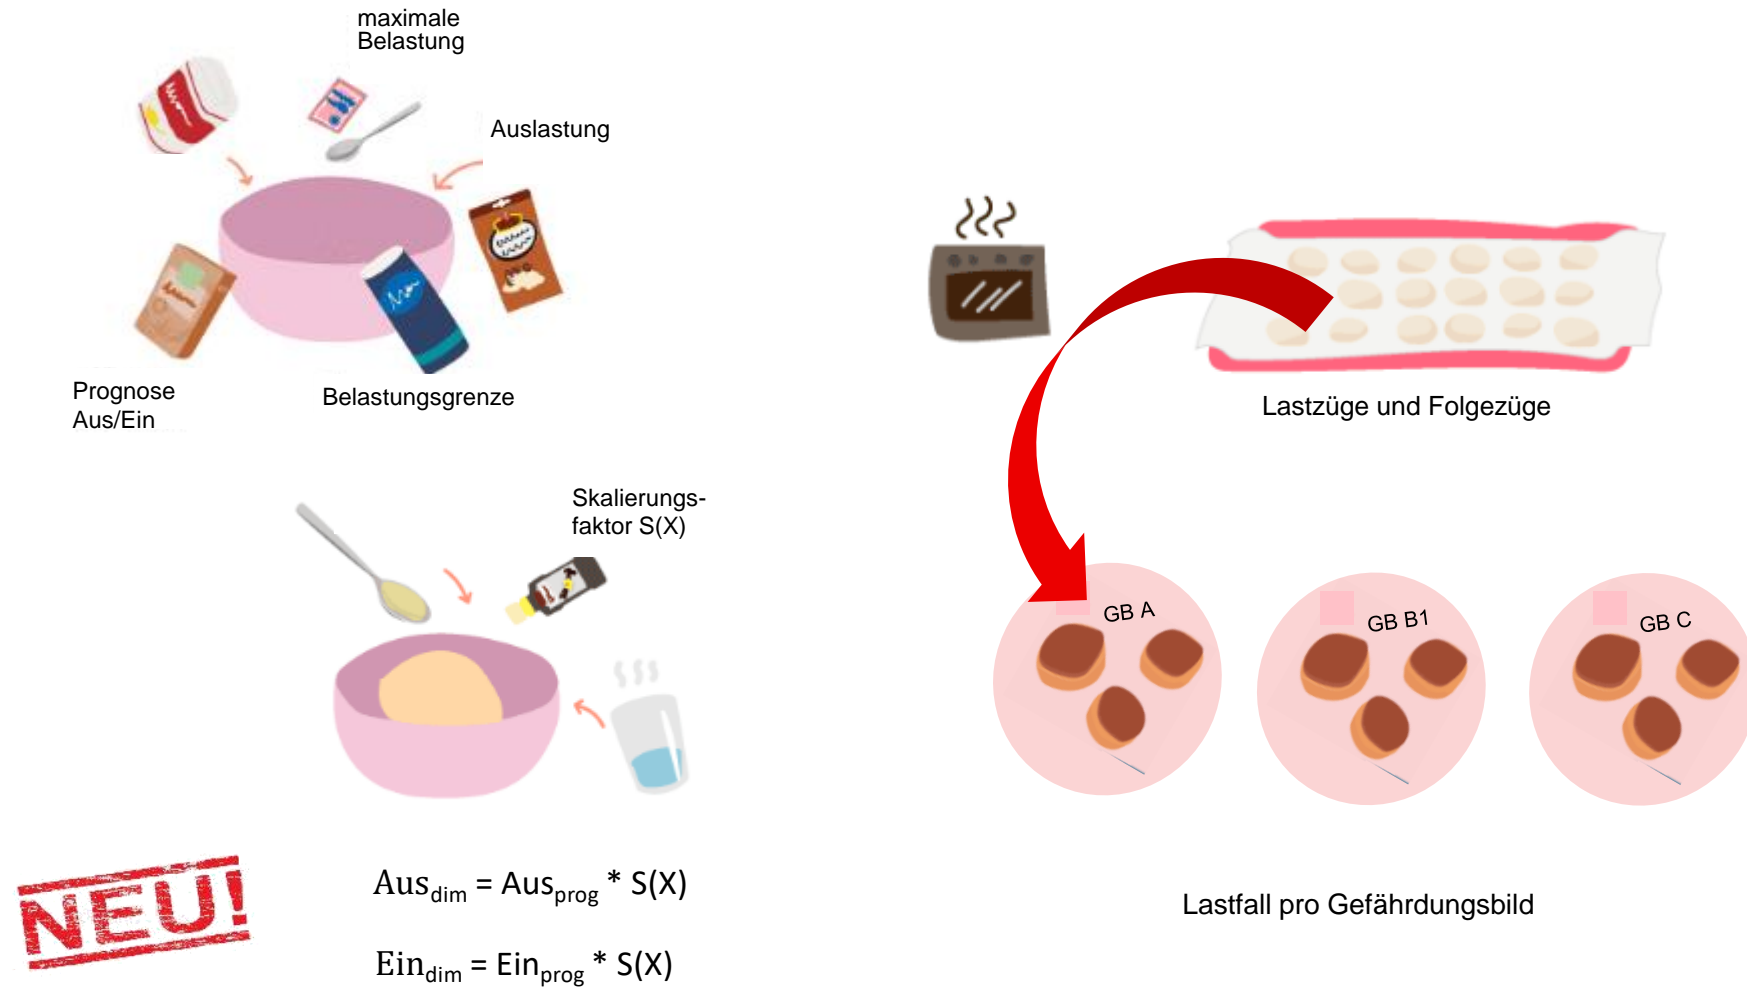 maximale
Belastung
Auslastung
Prognose
Aus/Ein
Belastungsgrenze
Skalierungs-
faktor S(X)
NEU!
Aus_dim = Aus_prog * S(X)
Ein_dim = Ein_prog * S(X)
Lastzüge und Folgezüge
GB A
GB B1
GB C
Lastfall pro Gefährdungsbild